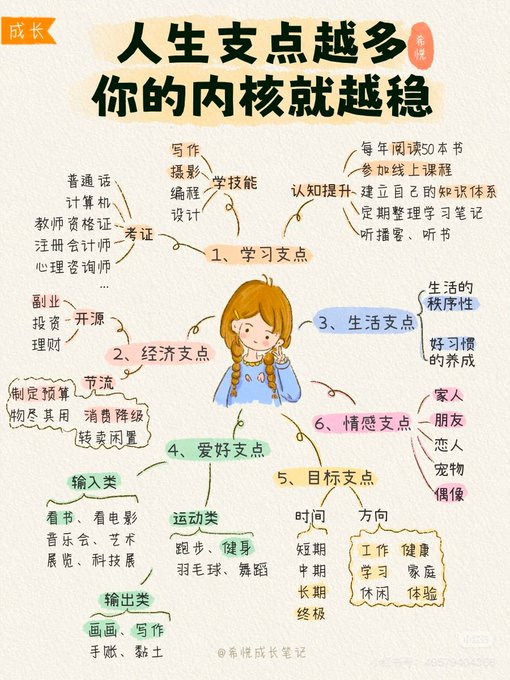 成长
人生支点越多
希悦
你的内核就越稳
写作
摄影
编程
设计
学技能
每年阅读50本书
参加线上课程
建立自己的知识体系
定期整理学习笔记
听播客、听书
认知提升
普通话
计算机
教师资格证
注册会计师
心理咨询师
...
考证
1、学习支点
副业
投资
理财
开源
2、经济支点
节流
制定预算
物尽其用 消费降级
转卖闲置
3、生活支点
生活的
秩序性
好习惯
的养成
6、情感支点
家人
朋友
恋人
宠物
偶像
4、爱好支点
输入类
看书、看电影
音乐会、艺术
展览、科技展
输出类
画画、写作
手账、黏土
运动类
跑步、健身
羽毛球、舞蹈
5、目标支点
时间
短期
中期
长期
终极
方向
工作 健康
学习 家庭
休闲 体验
@希悦成长笔记
小红书